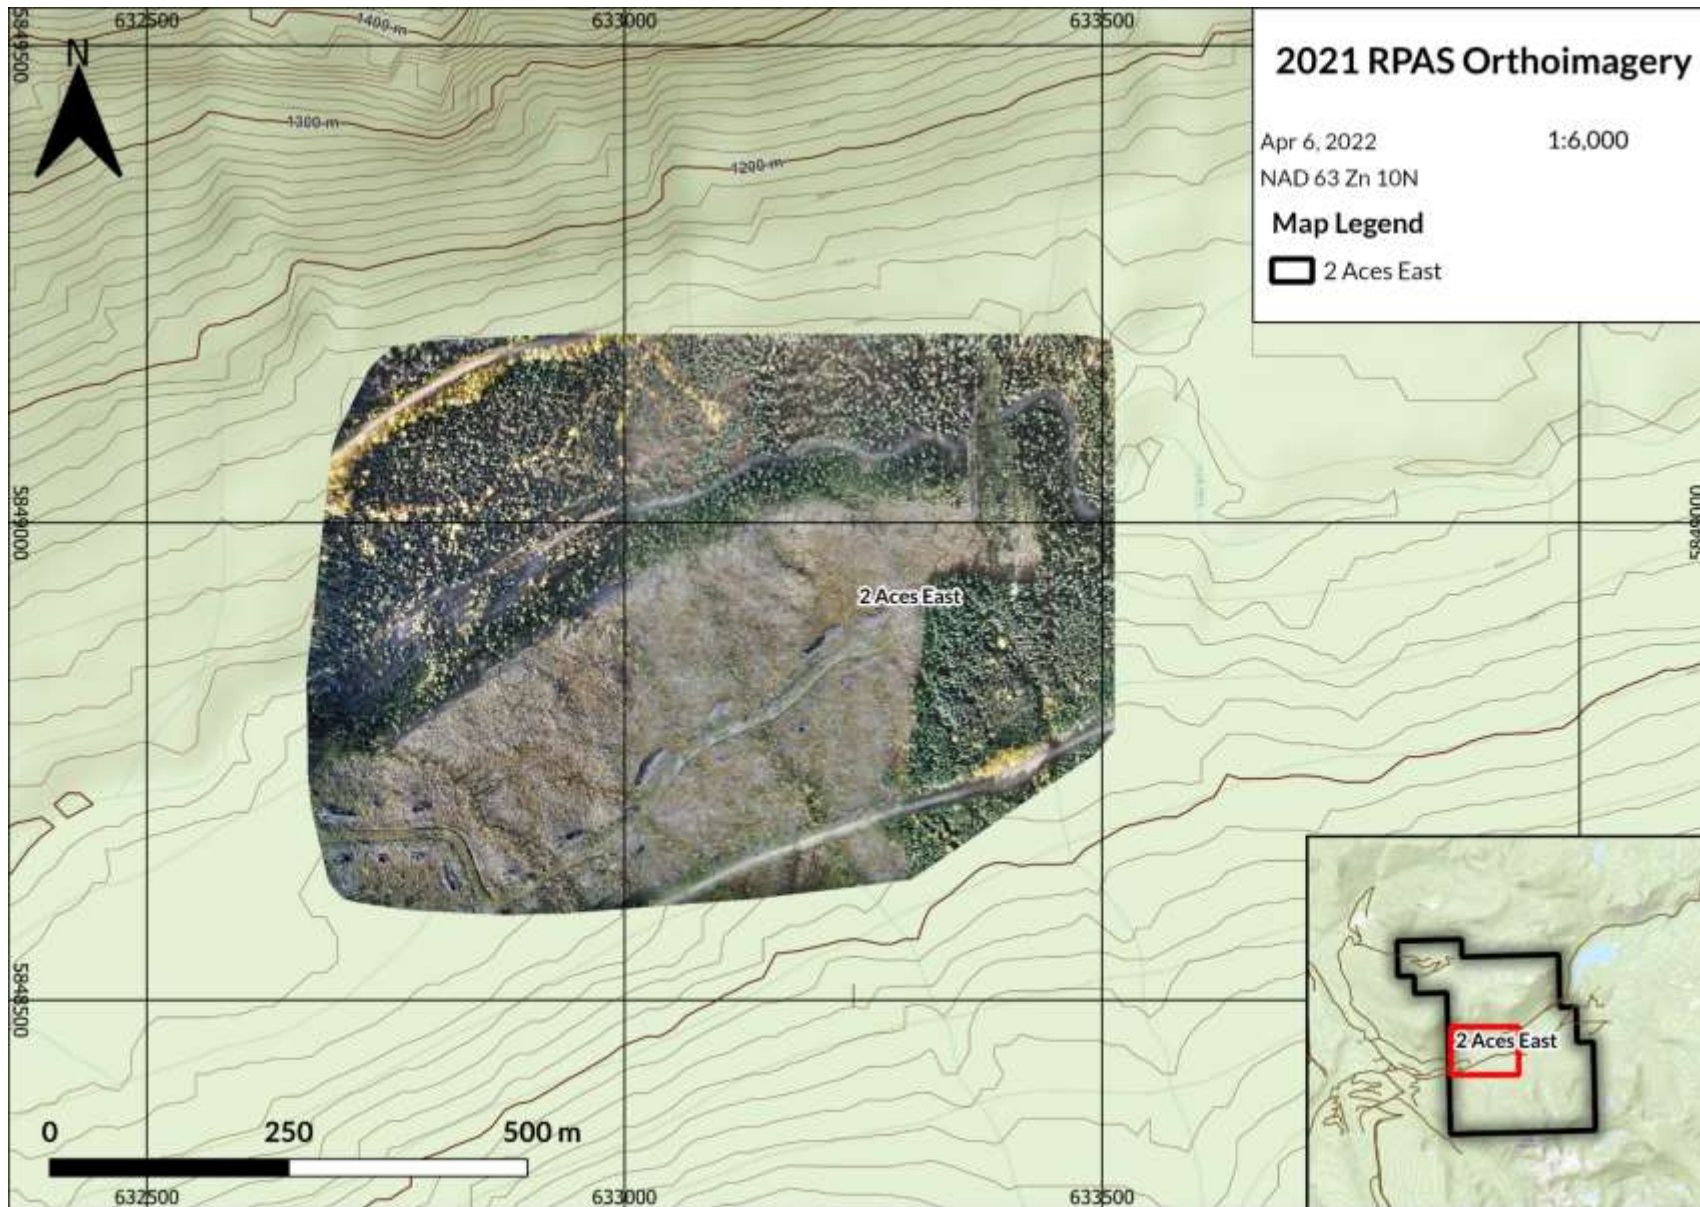 632500
1400 m
633000
633500
5849500
N
2021 RPAS Orthoimagery
Apr 6, 2022
1:6,000
NAD 63 Zn 10N
Map Legend
2 Aces East
1300 m
1200 m
5849000
5849000
2 Aces East
5848500
2 Aces East
0
250
500 m
632500
633000
633500